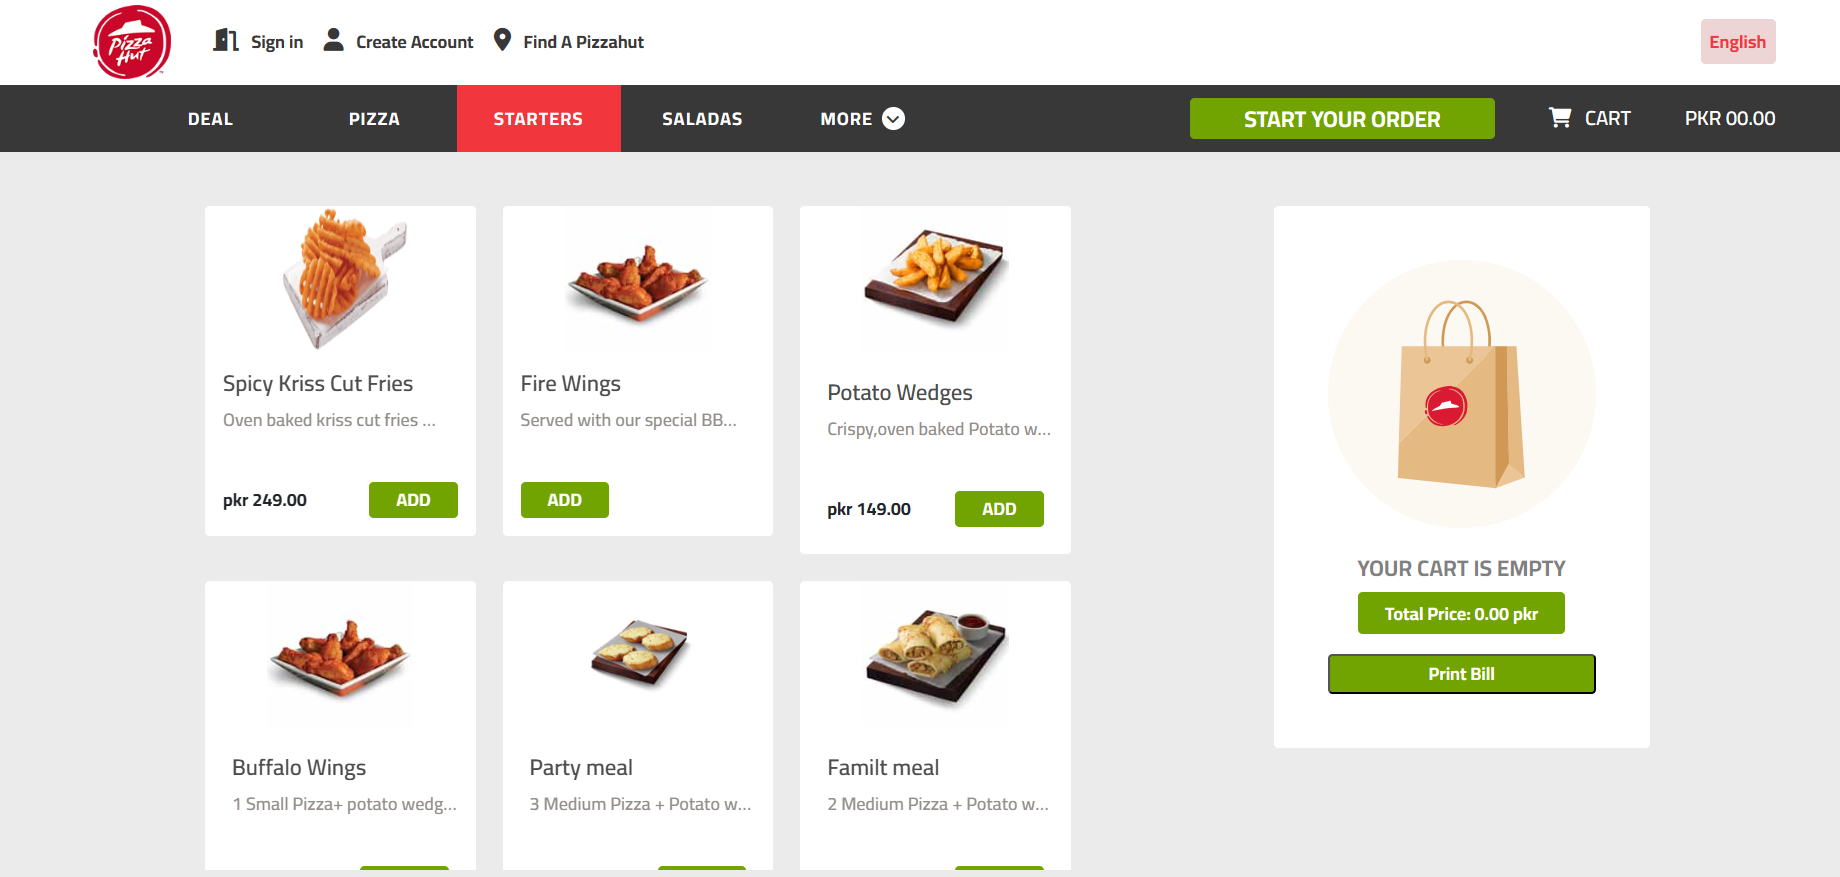 Pizza
Hut
Sign in
Create Account
Find A Pizzahut
English
DEAL
PIZZA
STARTERS
SALADAS
MORE
START YOUR ORDER
CART
PKR 00.00
Spicy Kriss Cut Fries
Oven baked kriss cut fries ...
pkr 249.00
ADD
Fire Wings
Served with our special BB...
ADD
Potato Wedges
Crispy,oven baked Potato w...
pkr 149.00
ADD
Buffalo Wings
1 Small Pizza+ potato wedg...
Party meal
3 Medium Pizza + Potato w...
Familt meal
2 Medium Pizza + Potato w...
YOUR CART IS EMPTY
Total Price: 0.00 pkr
Print Bill